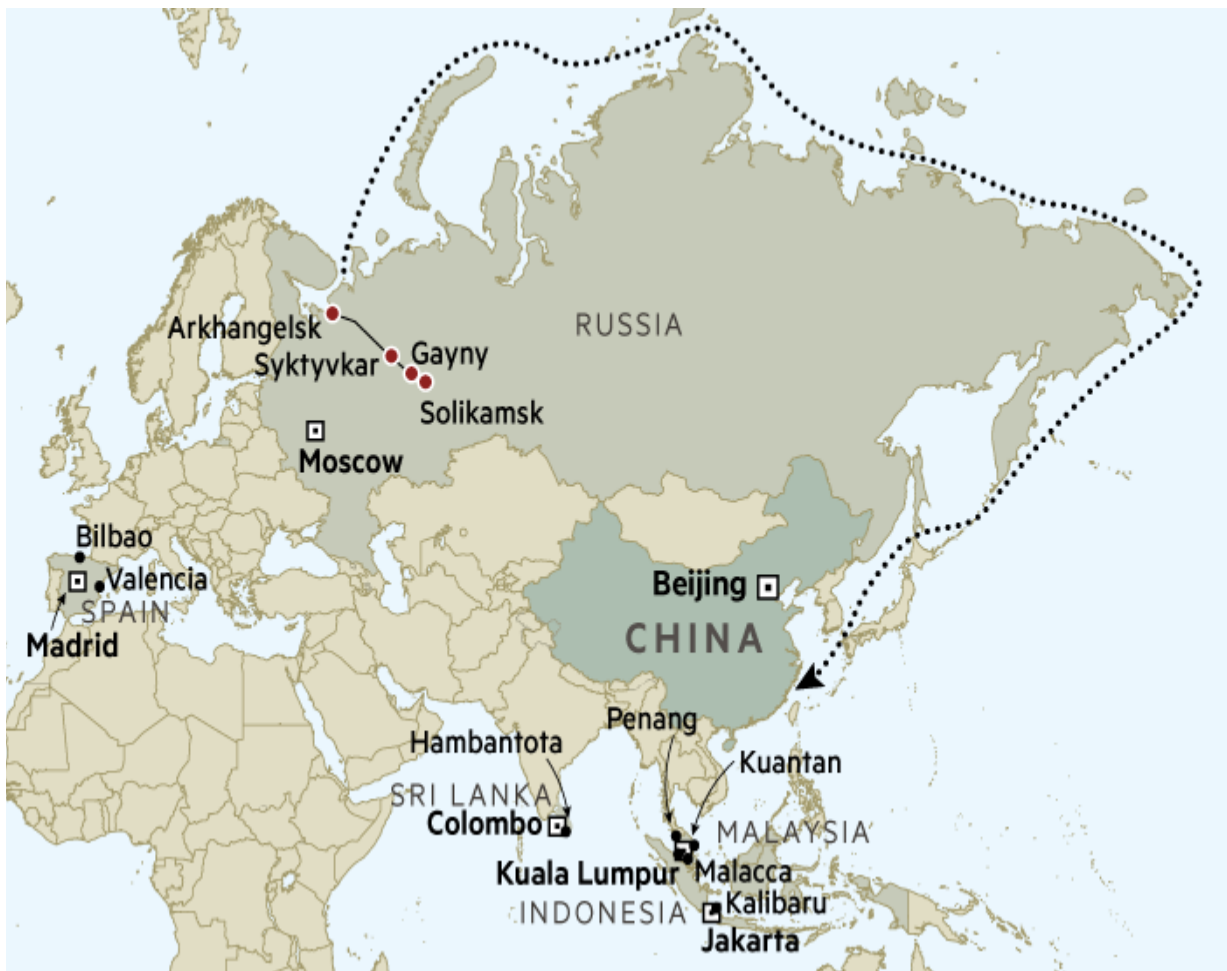 RUSSIA
Arkhangelsk
Syktyvkar
Gayny
Solikamsk
Moscow
Bilbao
Valencia
SPAIN
Madrid
Beijing
CHINA
Penang
Hambantota
Kuantan
SRI LANKA
Colombo
MALAYSIA
Kuala Lumpur
Malacca
INDONESIA
Kalibaru
Jakarta